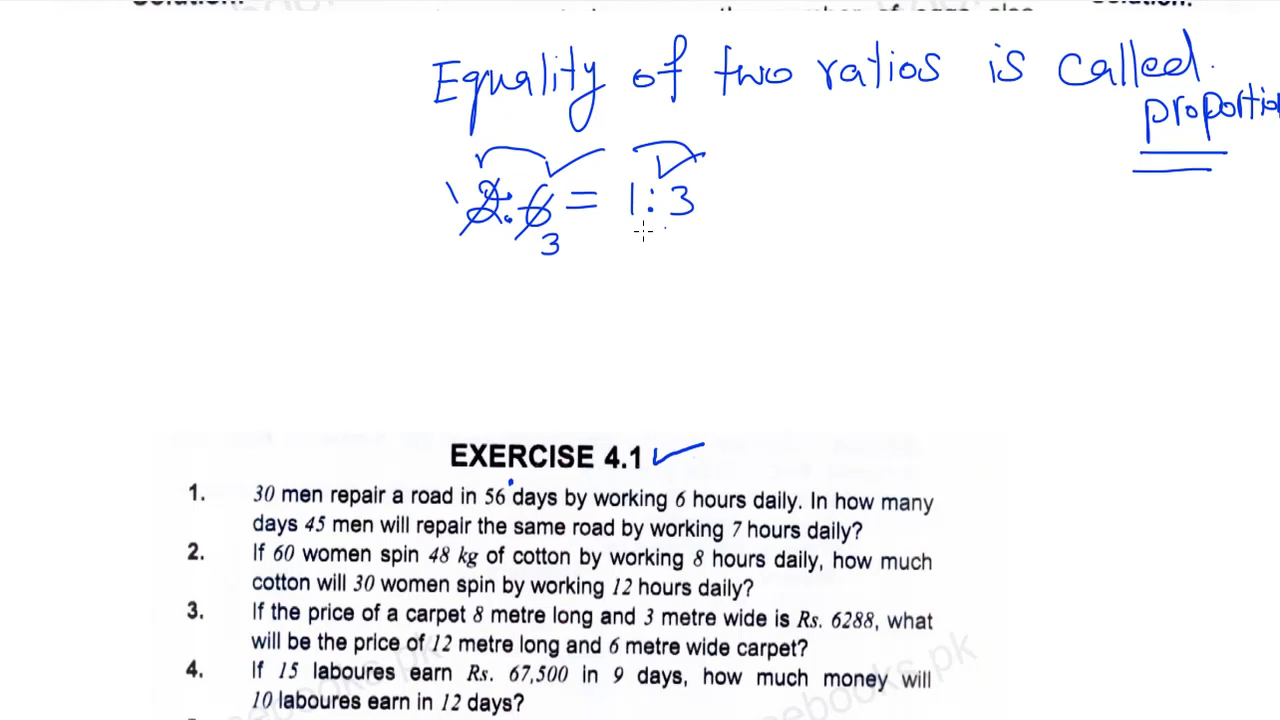 Solution:
Solution.
Equality of two ratios is called.
proportion
1 2:6 = 1:3
3
EXERCISE 4.1
1. 30 men repair a road in 56 days by working 6 hours daily. In how many
days 45 men will repair the same road by working 7 hours daily?
2. If 60 women spin 48 kg of cotton by working 8 hours daily, how much
cotton will 30 women spin by working 12 hours daily?
3. If the price of a carpet 8 metre long and 3 metre wide is Rs. 6288, what
will be the price of 12 metre long and 6 metre wide carpet?
4. If 15 laboures earn Rs. 67,500 in 9 days, how much money will
10 laboures earn in 12 days?